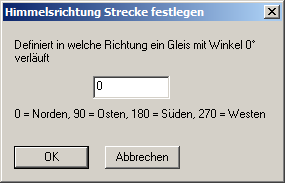 Himmelsrichtung Strecke festlegen
Definiert in welche Richtung ein Gleis mit Winkel 0°
verläuft
0
0 = Norden, 90 = Osten, 180 = Süden, 270 = Westen
OK
Abbrechen